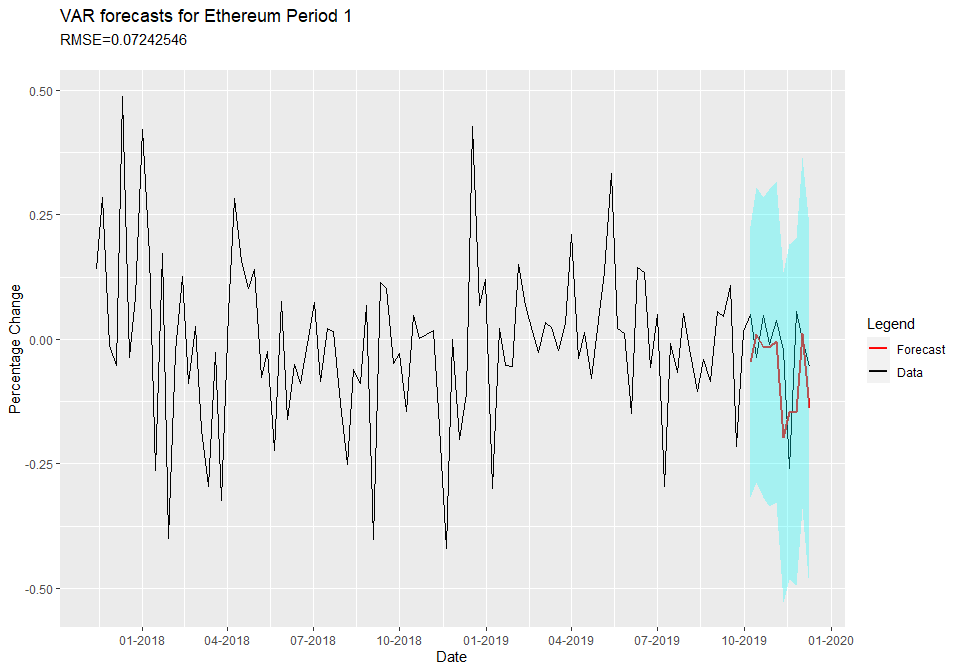 VAR forecasts for Ethereum Period 1
RMSE=0.07242546
Percentage Change
0.50
0.25
0.00
-0.25
-0.50
01-2018 04-2018 07-2018 10-2018 01-2019 04-2019 07-2019 10-2019 01-2020
Date
Legend
Forecast
Data